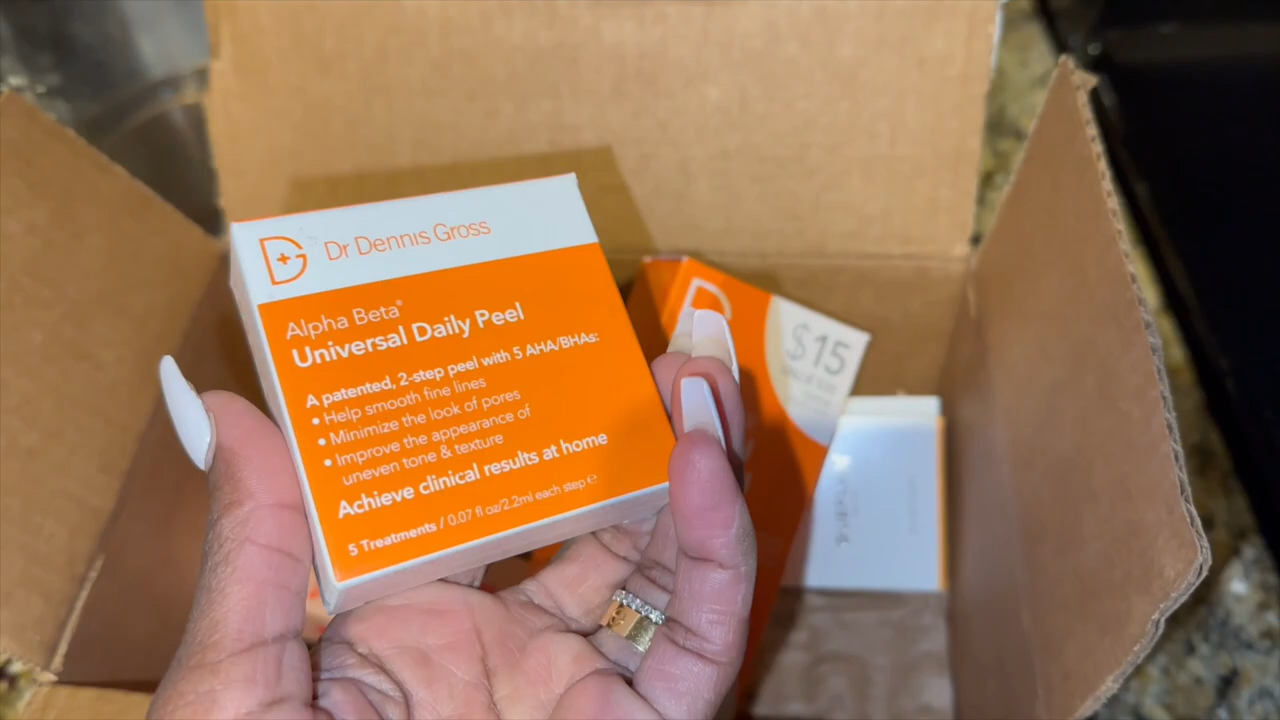 Dr Dennis Gross
Alpha Beta®
Universal Daily Peel
A patented, 2-step peel with 5 AHA/BHAs:
• Help smooth fine lines
• Minimize the look of pores
• Improve the appearance of
uneven tone & texture
Achieve clinical results at home
5 Treatments / 0.07 fl oz/2.2ml each step ℮
$15